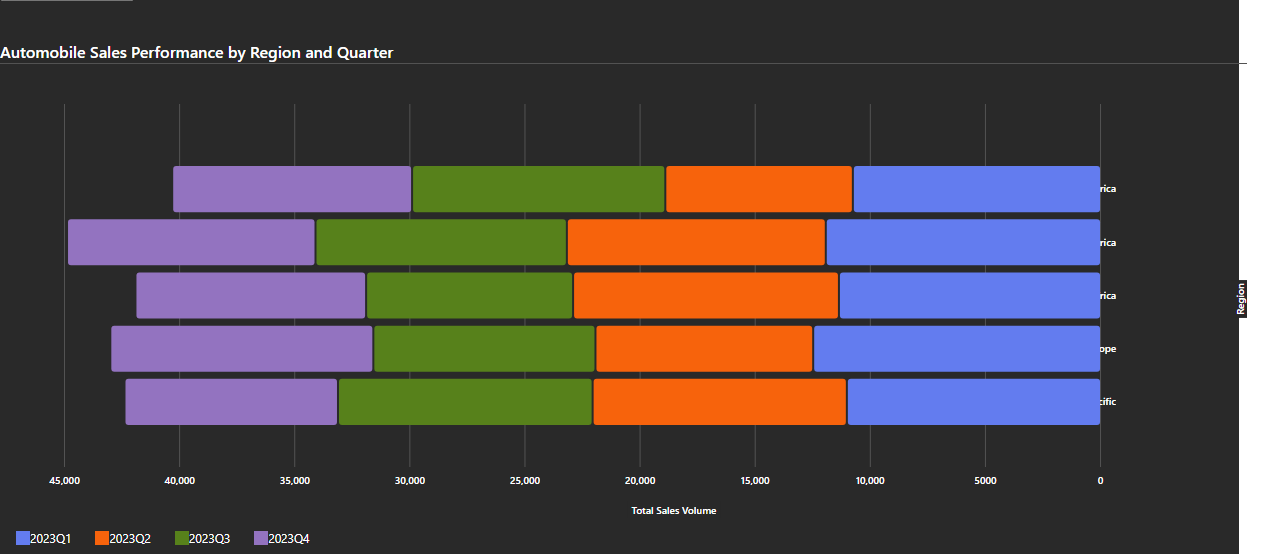 Automobile Sales Performance by Region and Quarter
rica
rica
rica
ope
cific
Region
45,000 40,000 35,000 30,000 25,000 20,000 15,000 10,000 5000 0
Total Sales Volume
2023Q1 2023Q2 2023Q3 2023Q4